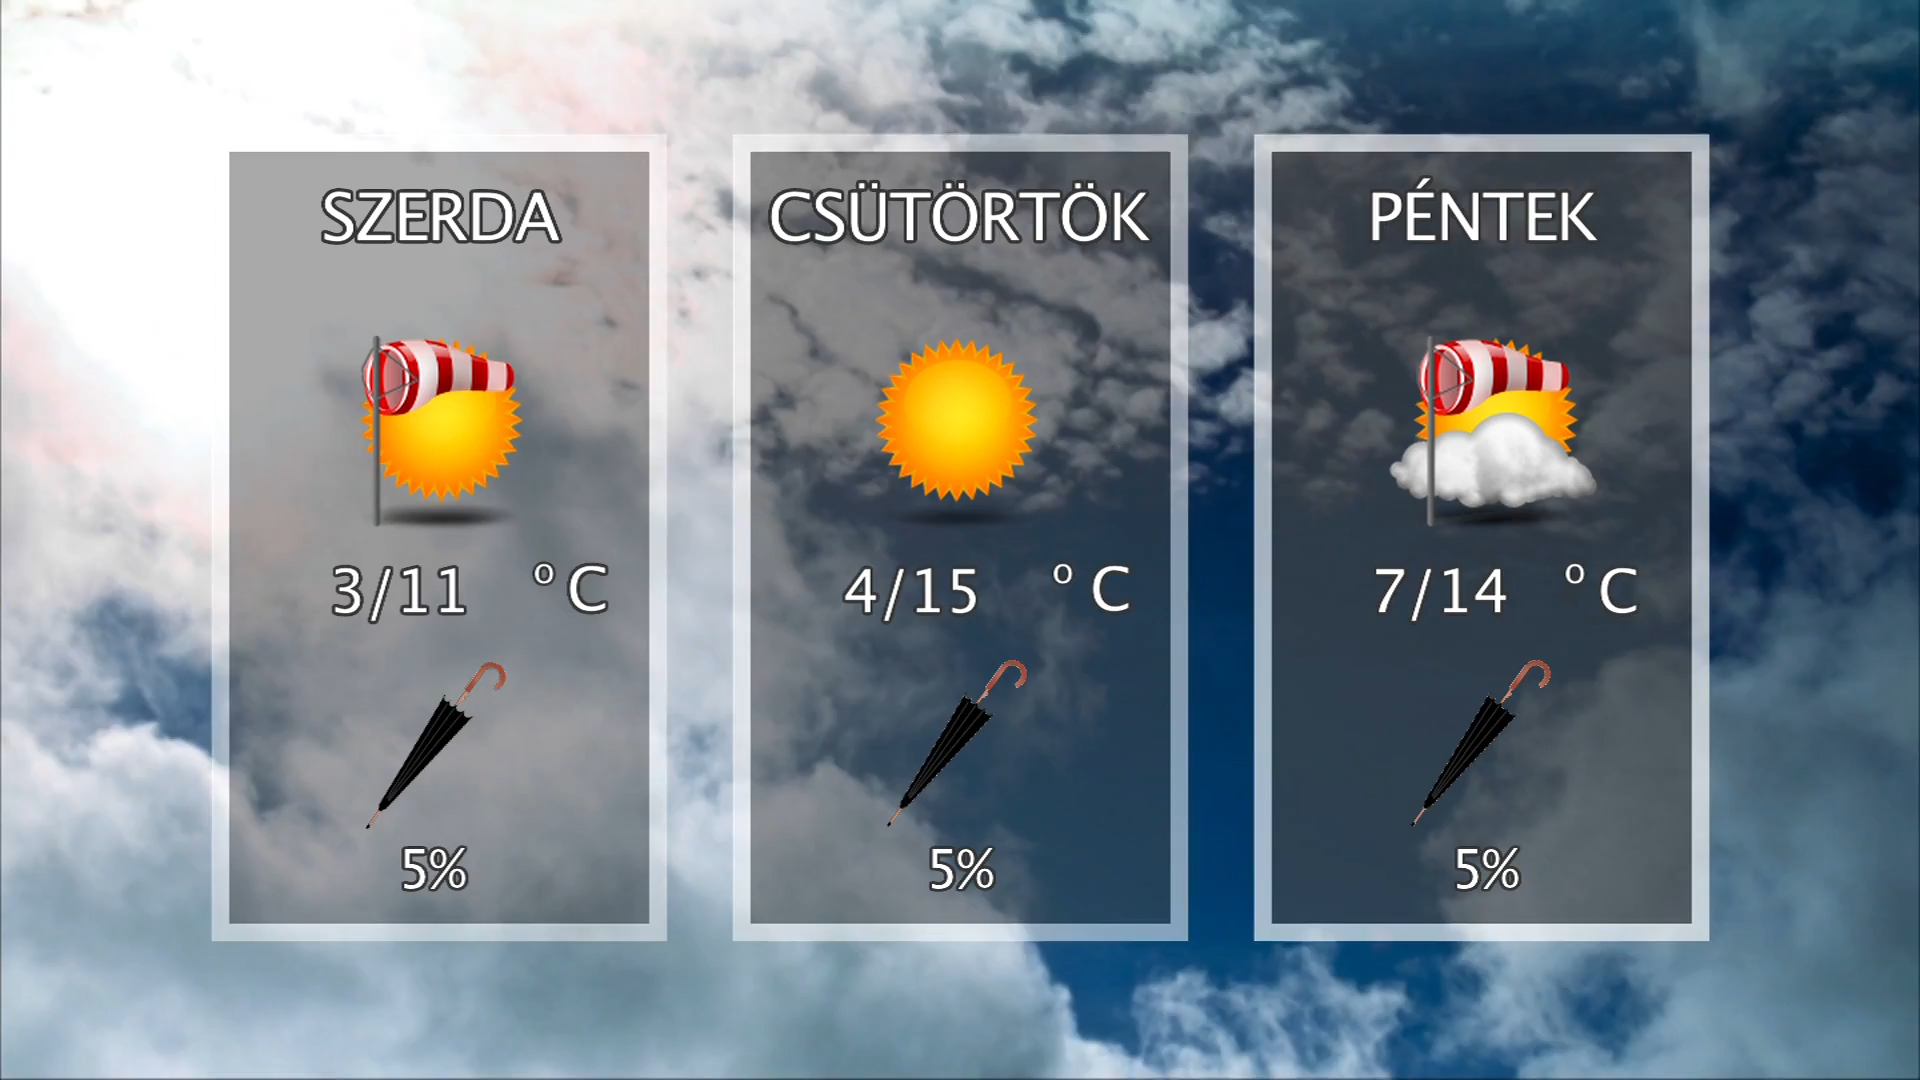 SZERDA
3/11 °C
5%
CSÜTÖRTÖK
4/15 °C
5%
PÉNTEK
7/14 °C
5%